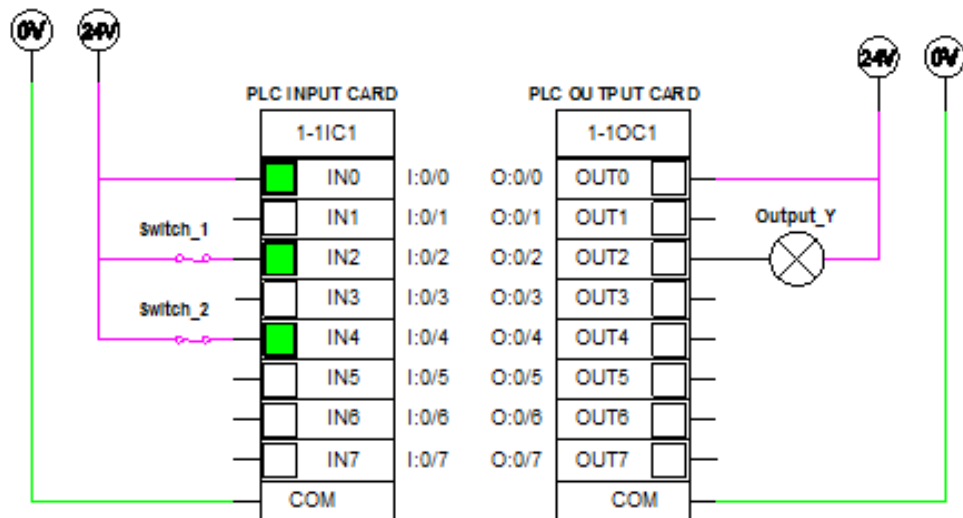 0V 24V
24V 0V
PLC INPUT CARD PLC OUTPUT CARD
1-1IC1 1-1OC1
IN0 I:0/0 O:0/0 OUT0
IN1 I:0/1 O:0/1 OUT1
Switch_1 Output_Y
IN2 I:0/2 O:0/2 OUT2
IN3 I:0/3 O:0/3 OUT3
Switch_2
IN4 I:0/4 O:0/4 OUT4
IN5 I:0/5 O:0/5 OUT5
IN6 I:0/6 O:0/6 OUT6
IN7 I:0/7 O:0/7 OUT7
COM COM